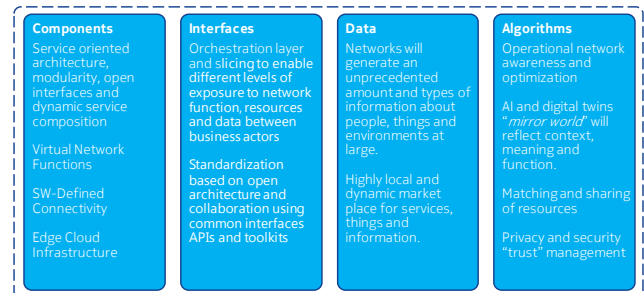 Components
Service oriented
architecture,
modularity, open
interfaces and
dynamic service
composition
Virtual Network
Functions
SW-Defined
Connectivity
Edge Cloud
Infrastructure
Interfaces
Orchestration layer
and slicing to enable
different levels of
exposure to network
function, resources
and data between
business actors
Standardization
based on open
architecture and
collaboration using
common interfaces
APIs and toolkits
Data
Networks will
generate an
unprecedented
amount and types of
information about
people, things and
environments at
large.
Highly local and
dynamic market
place for services,
things and
information.
Algorithms
Operational network
awareness and
optimization
AI and digital twins
“mirror world” will
reflect context,
meaning and
function.
Matching and sharing
of resources
Privacy and security
“trust” management